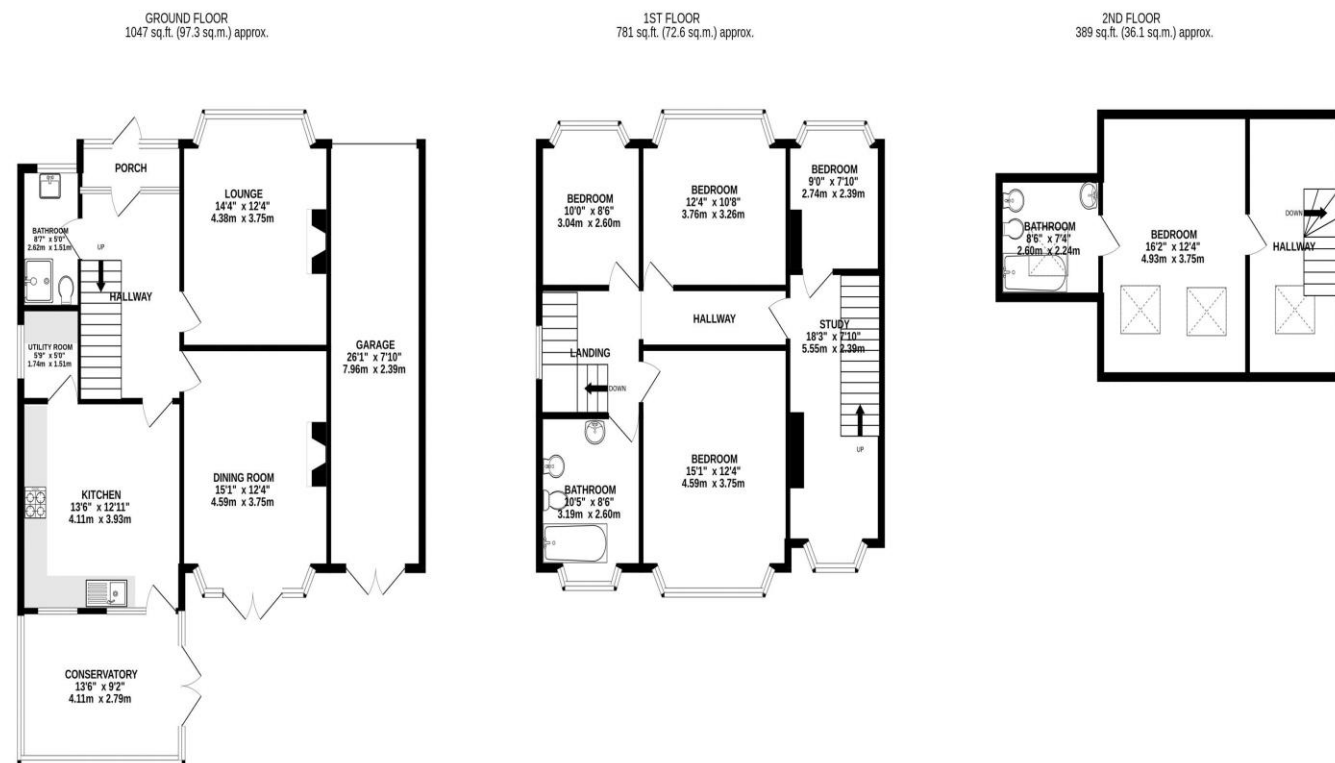 GROUND FLOOR
1047 sq.ft. (97.3 sq.m.) approx.
PORCH
LOUNGE
14'4" x 12'4"
4.38m x 3.75m
BATHROOM
8'7" x 5'0"
2.62m x 1.51m
UP
HALLWAY
UTILITY ROOM
5'9" x 5'0"
1.74m x 1.51m
GARAGE
26'1" x 7'10"
7.96m x 2.39m
KITCHEN
13'6" x 12'11"
4.11m x 3.93m
DINING ROOM
15'1" x 12'4"
4.59m x 3.75m
CONSERVATORY
13'6" x 9'2"
4.11m x 2.79m
1ST FLOOR
781 sq.ft. (72.6 sq.m.) approx.
BEDROOM
10'0" x 8'6"
3.04m x 2.60m
BEDROOM
12'4" x 10'8"
3.76m x 3.26m
BEDROOM
9'0" x 7'10"
2.74m x 2.39m
HALLWAY
STUDY
18'3" x 7'10"
5.55m x 2.39m
LANDING
DOWN
UP
BEDROOM
15'1" x 12'4"
4.59m x 3.75m
BATHROOM
10'5" x 8'6"
3.19m x 2.60m
2ND FLOOR
389 sq.ft. (36.1 sq.m.) approx.
BATHROOM
8'6" x 7'4"
2.60m x 2.24m
BEDROOM
16'2" x 12'4"
4.93m x 3.75m
DOWN
HALLWAY